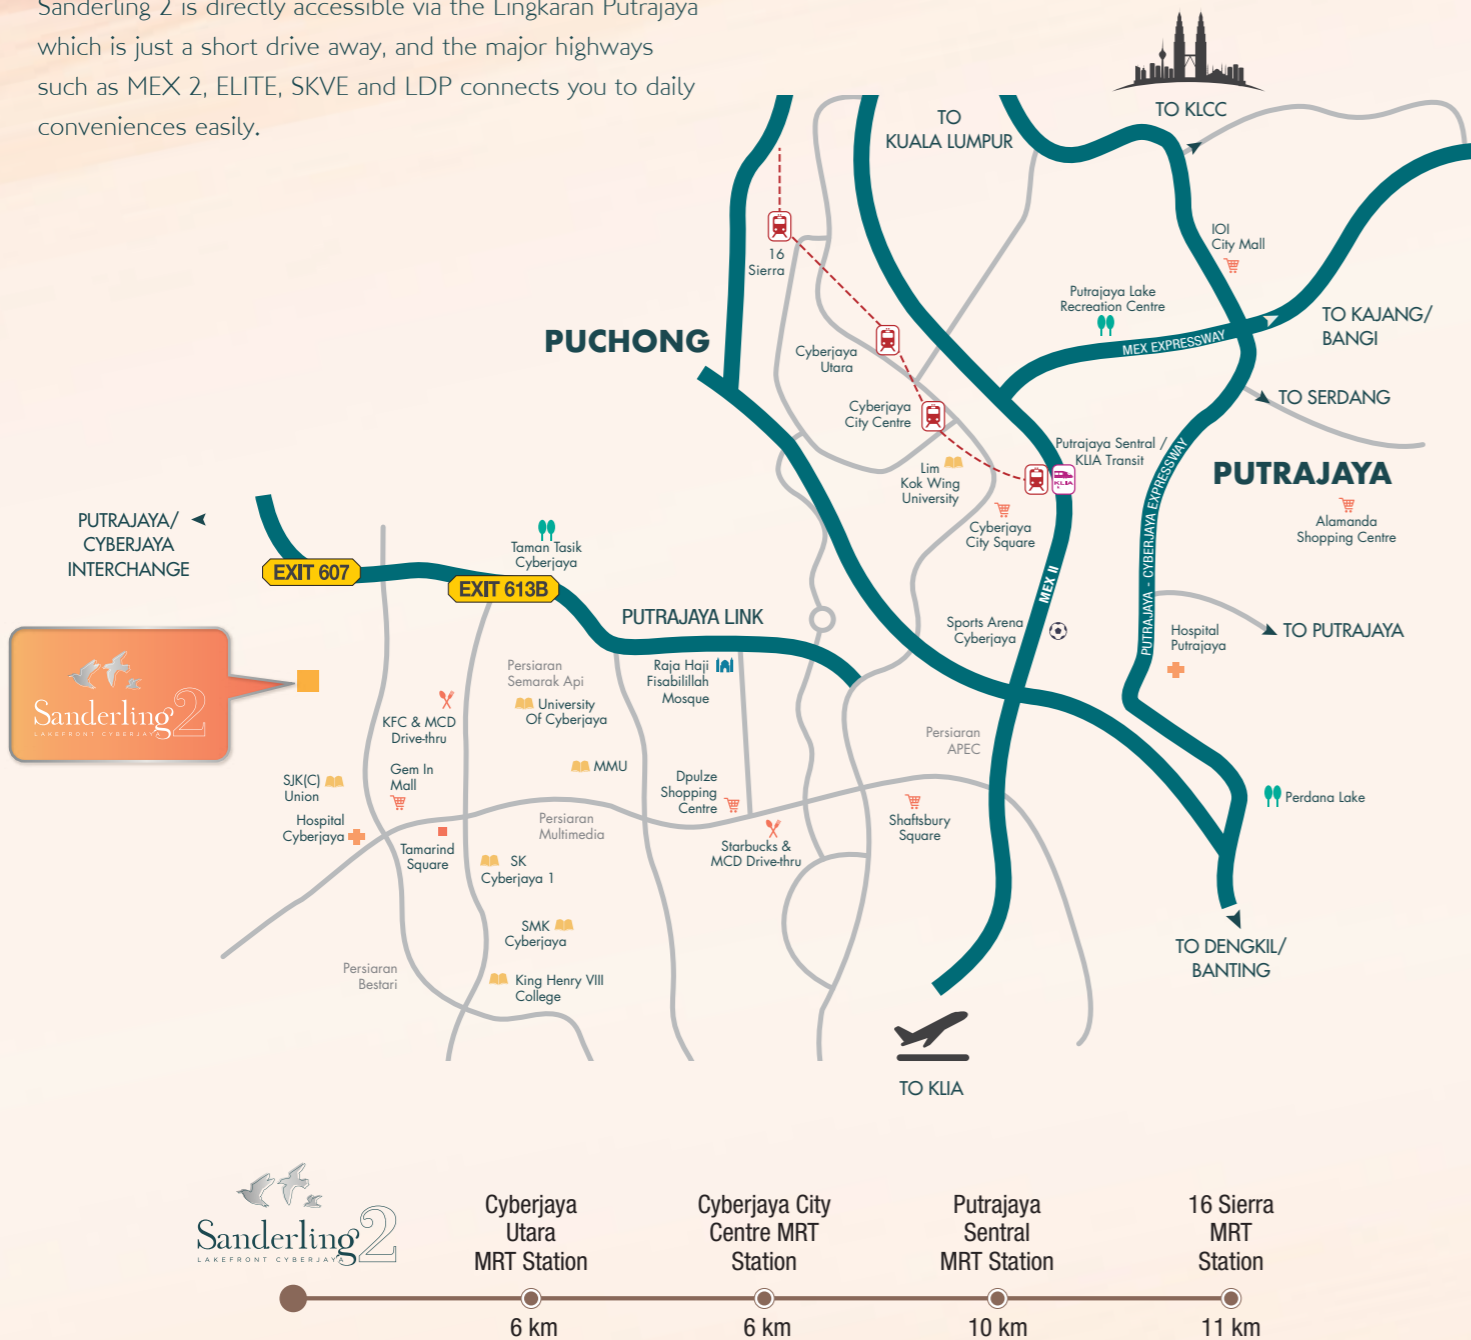 Sanderling 2 is directly accessible via the Lingkaran Putrajaya
which is just a short drive away, and the major highways
such as MEX 2, ELITE, SKVE and LDP connects you to daily
conveniences easily.
TO KLCC
TO
KUALA LUMPUR
16
Sierra
IOI
City Mall
Putrajaya Lake
Recreation Centre
TO KAJANG/
BANGI
MEX EXPRESSWAY
PUCHONG
Cyberjaya
Utara
TO SERDANG
Cyberjaya
City Centre
Putrajaya Sentral /
KLIA Transit
KLIA
Lim
Kok Wing
University
PUTRAJAYA
Cyberjaya
City Square
Alamanda
Shopping Centre
PUTRAJAYA - CYBERJAYA EXPRESSWAY
MEX II
PUTRAJAYA/
CYBERJAYA
INTERCHANGE
EXIT 607
Taman Tasik
Cyberjaya
EXIT 613B
PUTRAJAYA LINK
Sports Arena
Cyberjaya
Hospital
Putrajaya
TO PUTRAJAYA
Sanderling 2
LAKEFRONT CYBERJAYA
Persiaran
Semarak Api
Raja Haji
Fisabilillah
Mosque
KFC & MCD
Drive-thru
University
Of Cyberjaya
Persiaran
APEC
SJK(C)
Union
Gem In
Mall
MMU
Dpulze
Shopping
Centre
Perdana Lake
Hospital
Cyberjaya
Tamarind
Square
Persiaran
Multimedia
Starbucks &
MCD Drive-thru
Shaftsbury
Square
SK
Cyberjaya 1
SMK
Cyberjaya
TO DENGKIL/
BANTING
Persiaran
Bestari
King Henry VIII
College
TO KLIA
Sanderling 2
LAKEFRONT CYBERJAYA
Cyberjaya
Utara
MRT Station
6 km
Cyberjaya City
Centre MRT
Station
6 km
Putrajaya
Sentral
MRT Station
10 km
16 Sierra
MRT
Station
11 km